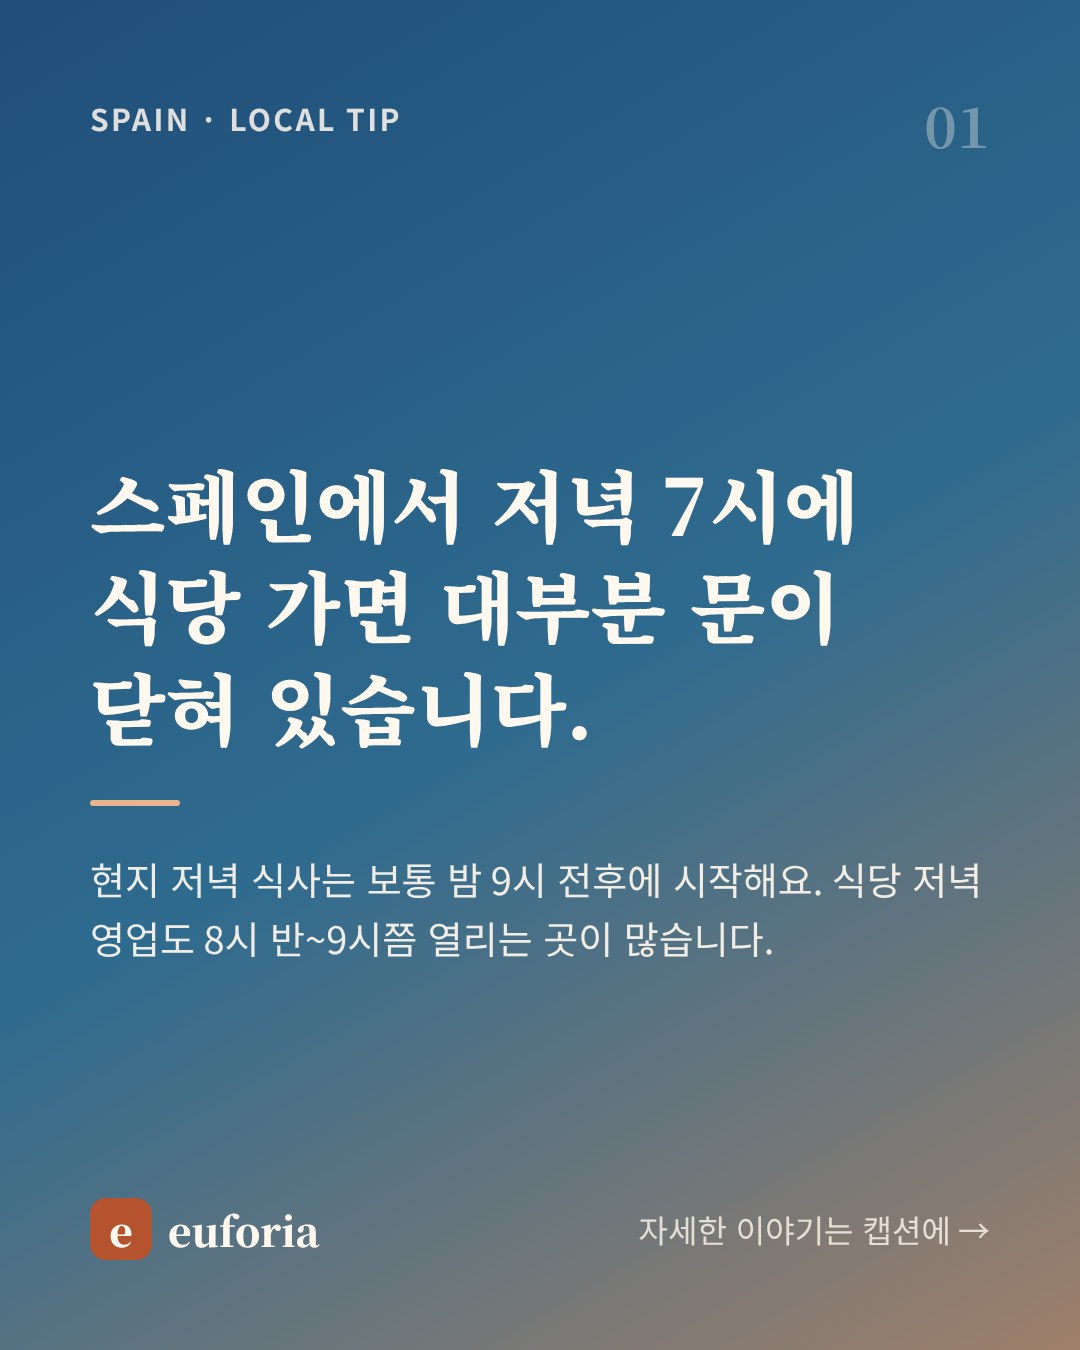 SPAIN · LOCAL TIP
01
스페인에서 저녁 7시에
식당 가면 대부분 문이
닫혀 있습니다.
현지 저녁 식사는 보통 밤 9시 전후에 시작해요. 식당 저녁
영업도 8시 반~9시쯤 열리는 곳이 많습니다.
e euforia
자세한 이야기는 캡션에 →